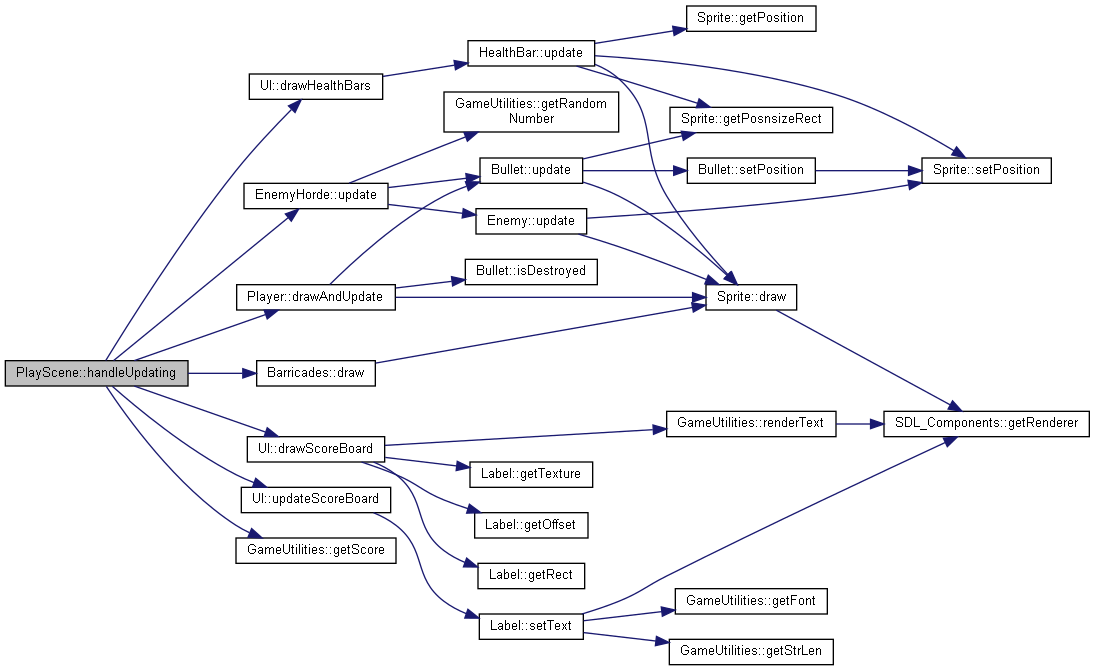 Sprite::getPosition
HealthBar::update
UI::drawHealthBars
GameUtilities::getRandom
Number
Sprite::getPosnsizeRect
Bullet::update
Bullet::setPosition
Sprite::setPosition
EnemyHorde::update
Enemy::update
Bullet::isDestroyed
Player::drawAndUpdate
Sprite::draw
PlayScene::handleUpdating
Barricades::draw
GameUtilities::renderText
SDL_Components::getRenderer
UI::drawScoreBoard
Label::getTexture
UI::updateScoreBoard
Label::getOffset
GameUtilities::getScore
Label::getRect
GameUtilities::getFont
Label::setText
GameUtilities::getStrLen